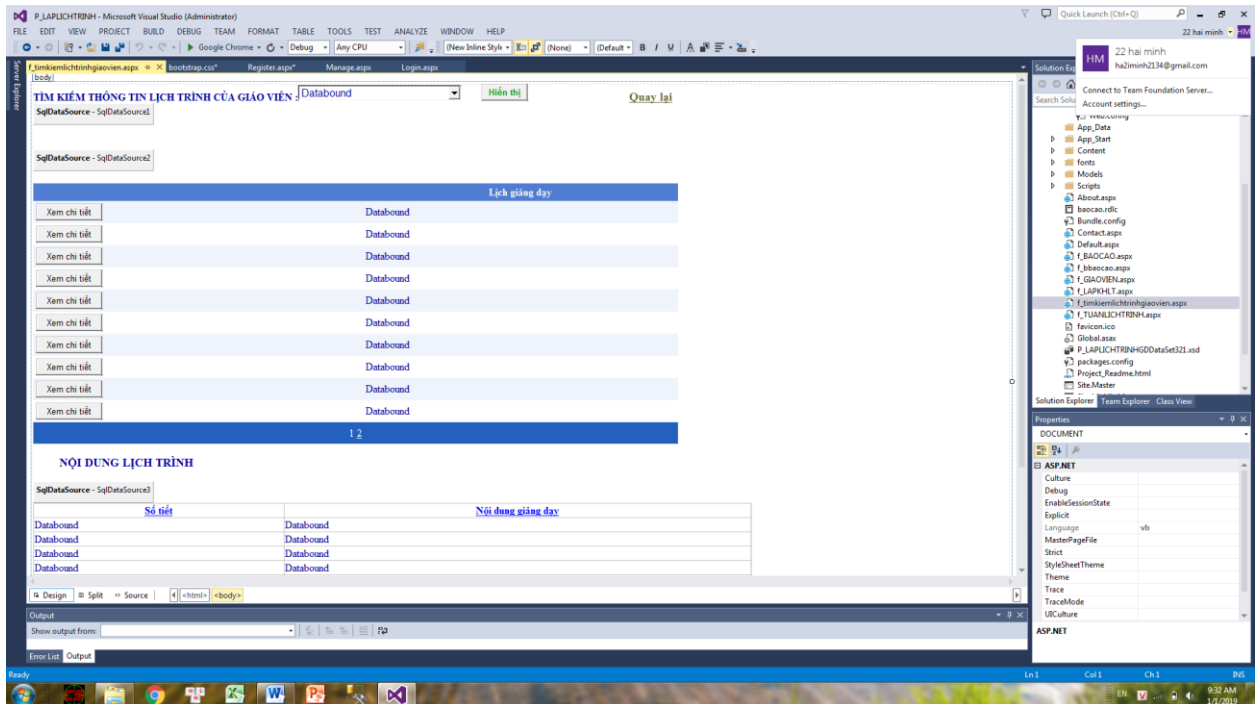 P_LAPLICHTRINH - Microsoft Visual Studio (Administrator)
Quick Launch (Ctrl+Q)
FILE EDIT VIEW PROJECT BUILD DEBUG TEAM FORMAT TABLE TOOLS TEST ANALYZE WINDOW HELP
22 hai minh HM
Google Chrome Debug Any CPU (New Inline Style (None) (Default B I U A
HM 22 hai minh
ha2iminh2134@gmail.com
Connect to Team Foundation Server...
Account settings...
Server Explorer
f_timkiemlichtrinhgiaovien.aspx bootstrap.css* Register.aspx* Manage.aspx Login.aspx
body
TÌM KIẾM THÔNG TIN LỊCH TRÌNH CỦA GIÁO VIÊN : Databound Hiển thị Quay lại
SqlDataSource - SqlDataSource1
SqlDataSource - SqlDataSource2
Lịch giảng dạy
Xem chi tiết Databound
Xem chi tiết Databound
Xem chi tiết Databound
Xem chi tiết Databound
Xem chi tiết Databound
Xem chi tiết Databound
Xem chi tiết Databound
Xem chi tiết Databound
Xem chi tiết Databound
Xem chi tiết Databound
1 2
NỘI DUNG LỊCH TRÌNH
SqlDataSource - SqlDataSource3
Số tiết Nội dung giảng dạy
Databound Databound
Databound Databound
Databound Databound
Databound Databound
Design Split Source <html> <body>
Output
Show output from:
Error List Output
Solution Exp
Search Solu
Web.config
App_Data
App_Start
Content
fonts
Models
Scripts
About.aspx
baocao.rdlc
Bundle.config
Contact.aspx
Default.aspx
f_BAOCAO.aspx
f_bbaocao.aspx
f_GIAOVIEN.aspx
f_LAPKHLT.aspx
f_timkiemlichtrinhgiaovien.aspx
f_TUANLICHTRINH.aspx
favicon.ico
Global.asax
P_LAPLICHTRINHGDDataSet321.xsd
packages.config
Project_Readme.html
Site.Master
Solution Explorer Team Explorer Class View
Properties
DOCUMENT
ASP.NET
Culture
Debug
EnableSessionState
Explicit
Language vb
MasterPageFile
Strict
StyleSheetTheme
Theme
Trace
TraceMode
UICulture
ASP.NET
Ready Ln 1 Col 1 Ch 1 INS
EN V 9:32 AM
1/1/2019